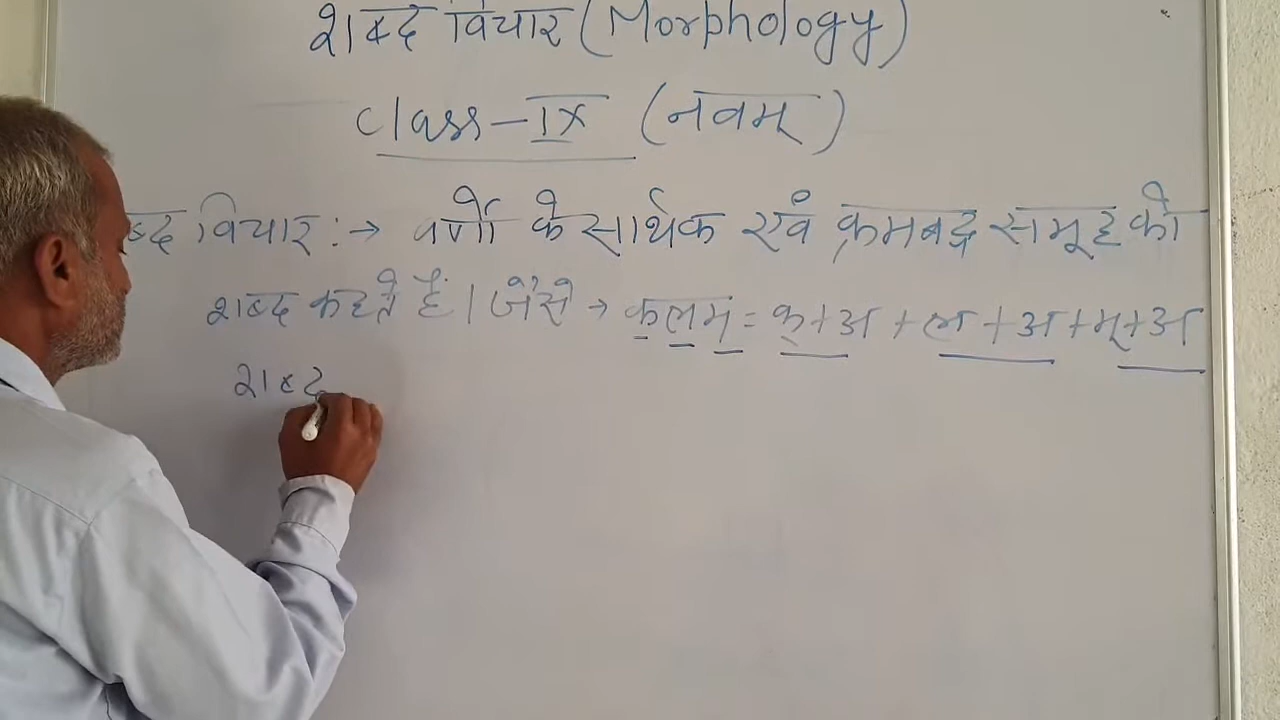 शब्द विचार (Morphology)
Class-IX (नवम्)
ब्द विचार :→ वर्णो के सार्थक एवं क्रमबद्ध समूह को
शब्द कहते हैं। जैसे → कलम = क्+अ + ल्+अ+म्+अ
शब्द